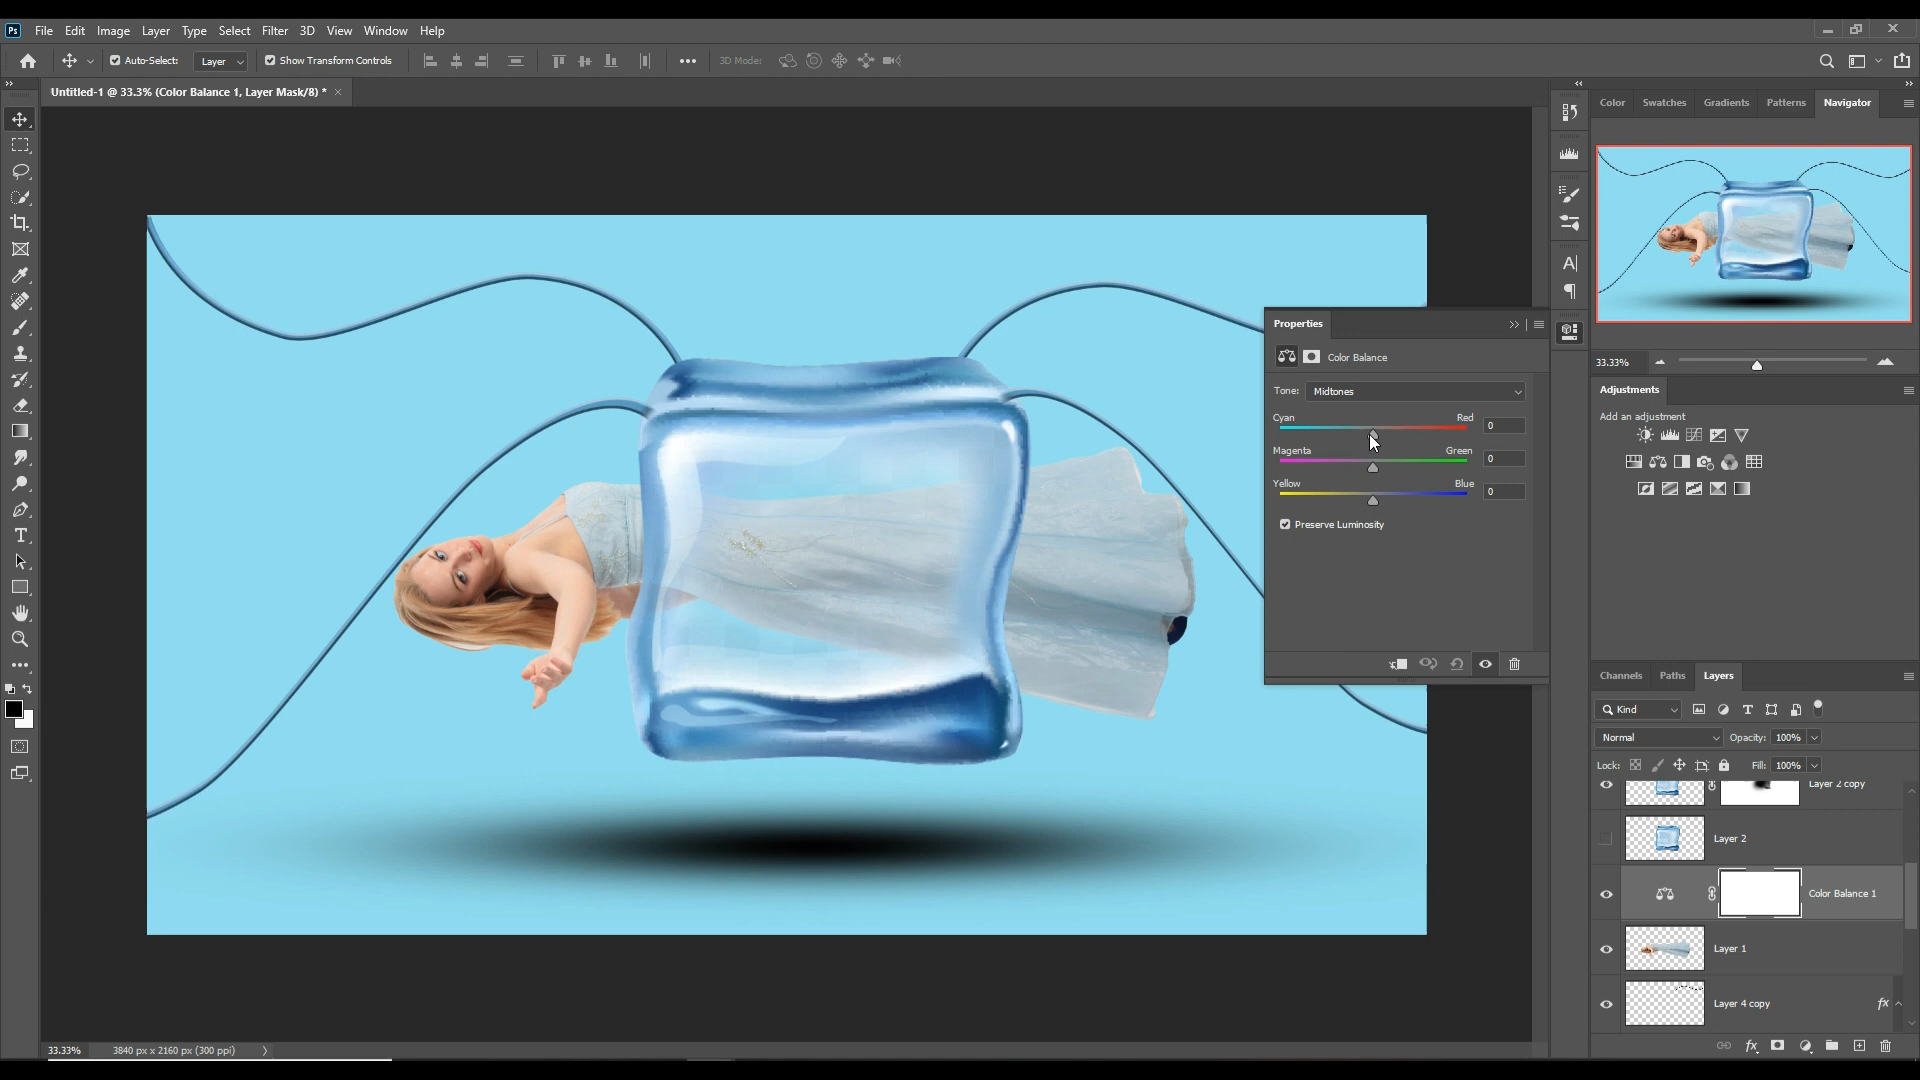 Ps File Edit Image Layer Type Select Filter 3D View Window Help
Auto-Select: Layer Show Transform Controls 3D Mode:
Untitled-1 @ 33.3% (Color Balance 1, Layer Mask/8) *
Color Swatches Gradients Patterns Navigator
Properties
Color Balance
Tone: Midtones
Cyan Red 0
Magenta Green 0
Yellow Blue 0
Preserve Luminosity
33.33%
Adjustments
Add an adjustment
Channels Paths Layers
Kind
Normal Opacity: 100%
Lock: Fill: 100%
Layer 2 copy
Layer 2
Color Balance 1
Layer 1
Layer 4 copy fx
fx
33.33% 3840 px x 2160 px (300 ppi)